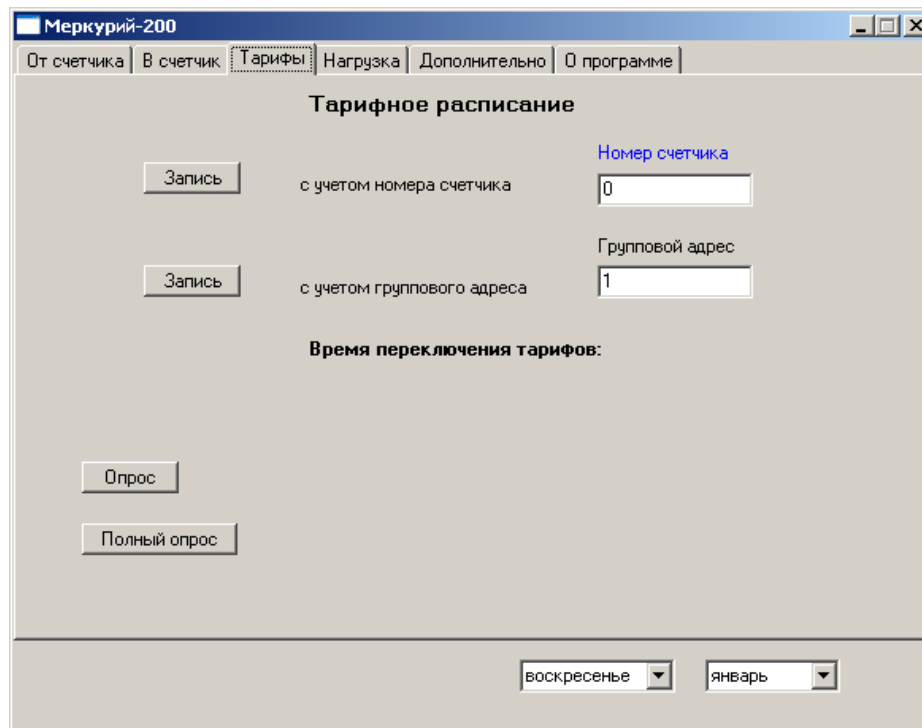 Меркурий-200
От счетчика В счетчик Тарифы Нагрузка Дополнительно О программе
Тарифное расписание
Номер счетчика
Запись с учетом номера счетчика 0
Групповой адрес
Запись с учетом группового адреса 1
Время переключения тарифов:
Опрос
Полный опрос
воскресенье январь